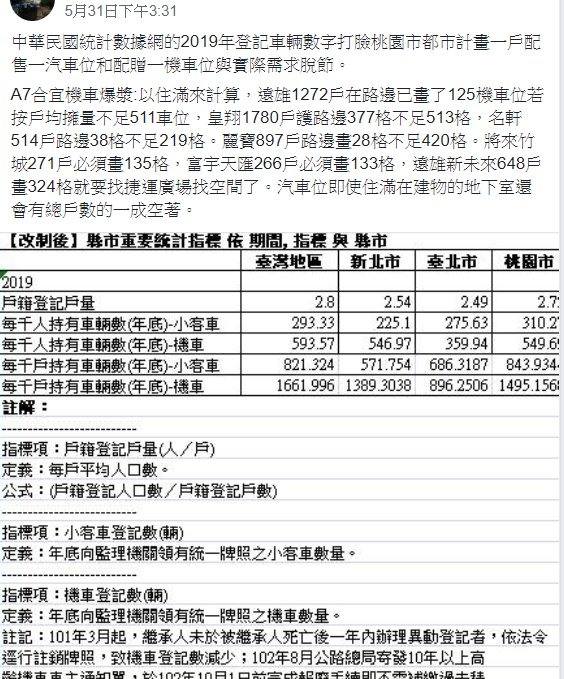 5月31日下午3:31
中華民國統計數據網的2019年登記車輛數字打臉桃園市都市計畫一戶配
售一汽車位和配贈一機車位與實際需求脫節。
A7合宜機車爆漿:以住滿來計算，遠雄1272戶在路邊已畫了125機車位若
按戶均擁量不足511車位，皇翔1780戶護路邊377格不足513格，名軒
514戶路邊38格不足219格。麗寶897戶路邊畫28格不足420格。將來竹
城271戶必須畫135格，富宇天匯266戶必須畫133格，遠雄新未來648戶
畫324格就要找捷運廣場找空間了。汽車位即使住滿在建物的地下室還
會有總戶數的一成空著。
【改制後】縣市重要統計指標 依 期間, 指標 與 縣市
臺灣地區 新北市 臺北市 桃園市
2019
戶籍登記戶量 2.8 2.54 2.49 2.7
每千人持有車輛數(年底)-小客車 293.33 225.1 275.63 310.2
每千人持有車輛數(年底)-機車 593.57 546.97 359.94 549.6
每千戶持有車輛數(年底)-小客車 821.324 571.754 686.3187 843.934
每千戶持有車輛數(年底)-機車 1661.996 1389.3038 896.2506 1495.156
註解：
---------------------------
指標項：戶籍登記戶量(人／戶)
定義：每戶平均人口數。
公式：(戶籍登記人口數／戶籍登記戶數)
---------------------------
指標項：小客車登記數(輛)
定義：年底向監理機關領有統一牌照之小客車數量。
---------------------------
指標項：機車登記數(輛)
定義：年底向監理機關領有統一牌照之機車數量。
註記：101年3月起，繼承人未於被繼承人死亡後一年內辦理異動登記者，依法令
逕行註銷牌照，致機車登記數減少；102年8月公路總局寄發10年以上高